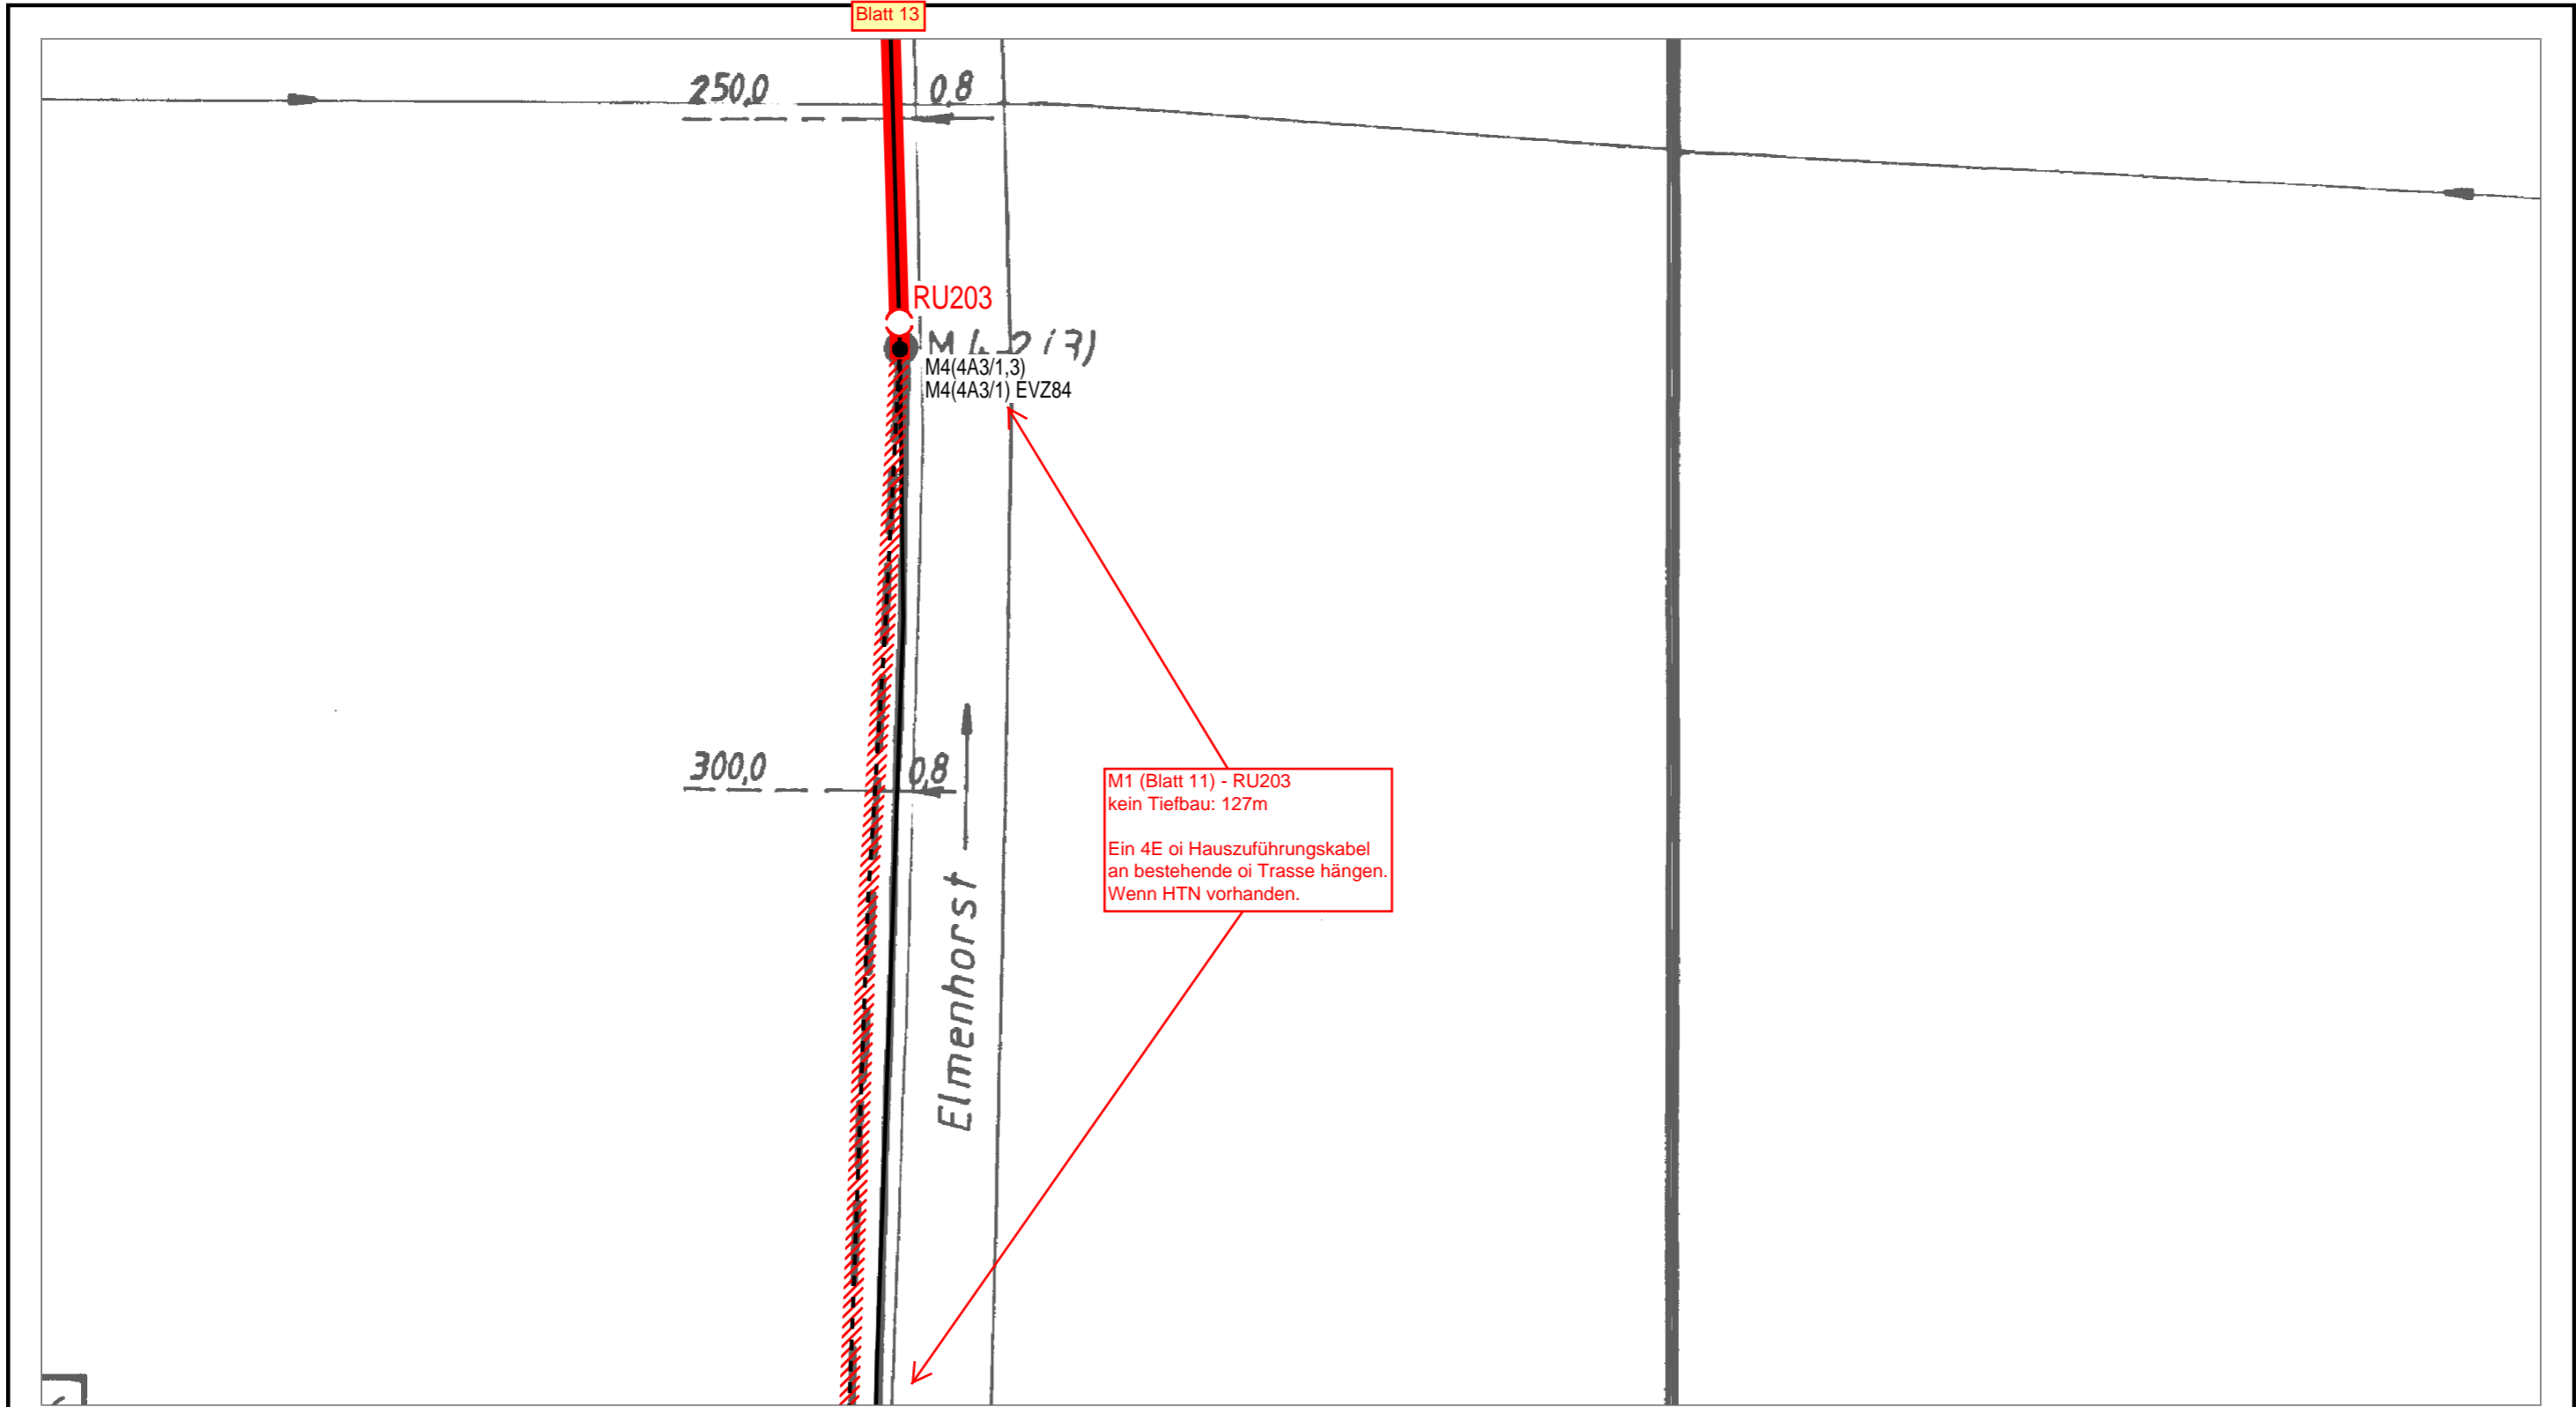 Blatt 13
250,0
0,8
RU203
M4(4A3/1,3)
M4(4A3/1) EVZ84
300,0
0,8
M1 (Blatt 11) - RU203
kein Tiefbau: 127m
Ein 4E oi Hauszuführungskabel
an bestehende oi Trasse hängen.
Wenn HTN vorhanden.
Elmenhorst